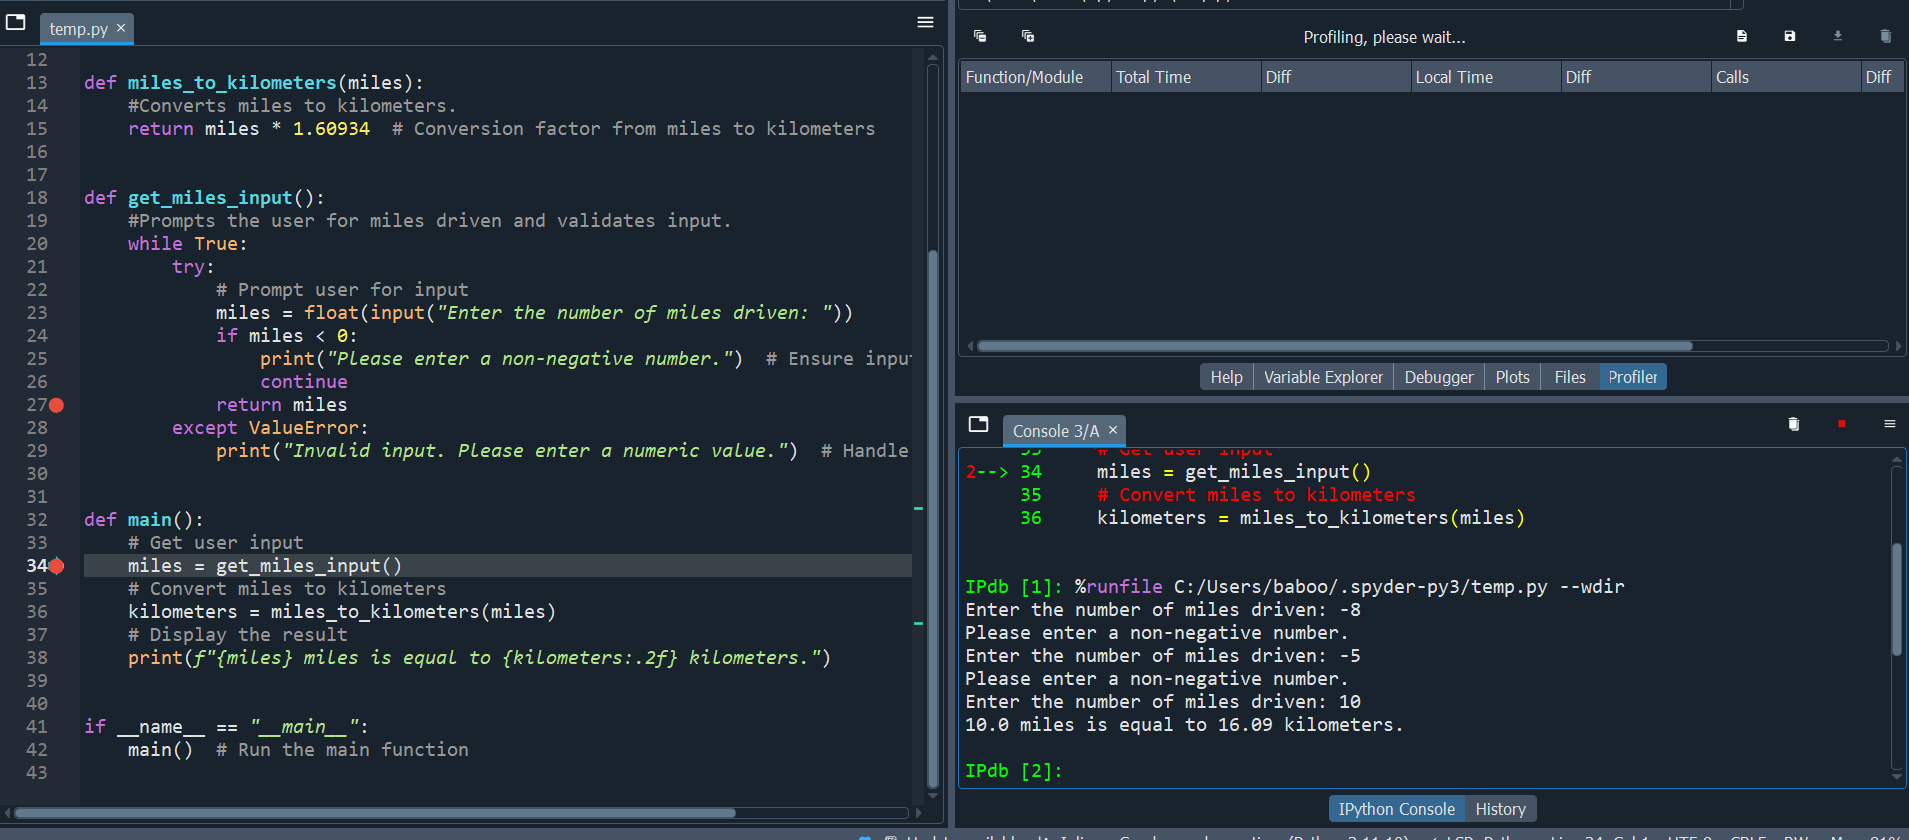 temp.py
12
13 def miles_to_kilometers(miles):
14 #Converts miles to kilometers.
15 return miles * 1.60934 # Conversion factor from miles to kilometers
16
17
18 def get_miles_input():
19 #Prompts the user for miles driven and validates input.
20 while True:
21 try:
22 # Prompt user for input
23 miles = float(input("Enter the number of miles driven: "))
24 if miles < 0:
25 print("Please enter a non-negative number.") # Ensure input
26 continue
27 return miles
28 except ValueError:
29 print("Invalid input. Please enter a numeric value.") # Handle
30
31
32 def main():
33 # Get user input
34 miles = get_miles_input()
35 # Convert miles to kilometers
36 kilometers = miles_to_kilometers(miles)
37 # Display the result
38 print(f"{miles} miles is equal to {kilometers:.2f} kilometers.")
39
40
41 if __name__ == "__main__":
42 main() # Run the main function
43
Profiling, please wait...
Function/Module Total Time Diff Local Time Diff Calls Diff
Help Variable Explorer Debugger Plots Files Profiler
Console 3/A
# Get user input
2--> 34 miles = get_miles_input()
35 # Convert miles to kilometers
36 kilometers = miles_to_kilometers(miles)
IPdb [1]: %runfile C:/Users/baboo/.spyder-py3/temp.py --wdir
Enter the number of miles driven: -8
Please enter a non-negative number.
Enter the number of miles driven: -5
Please enter a non-negative number.
Enter the number of miles driven: 10
10.0 miles is equal to 16.09 kilometers.
IPdb [2]:
IPython Console History